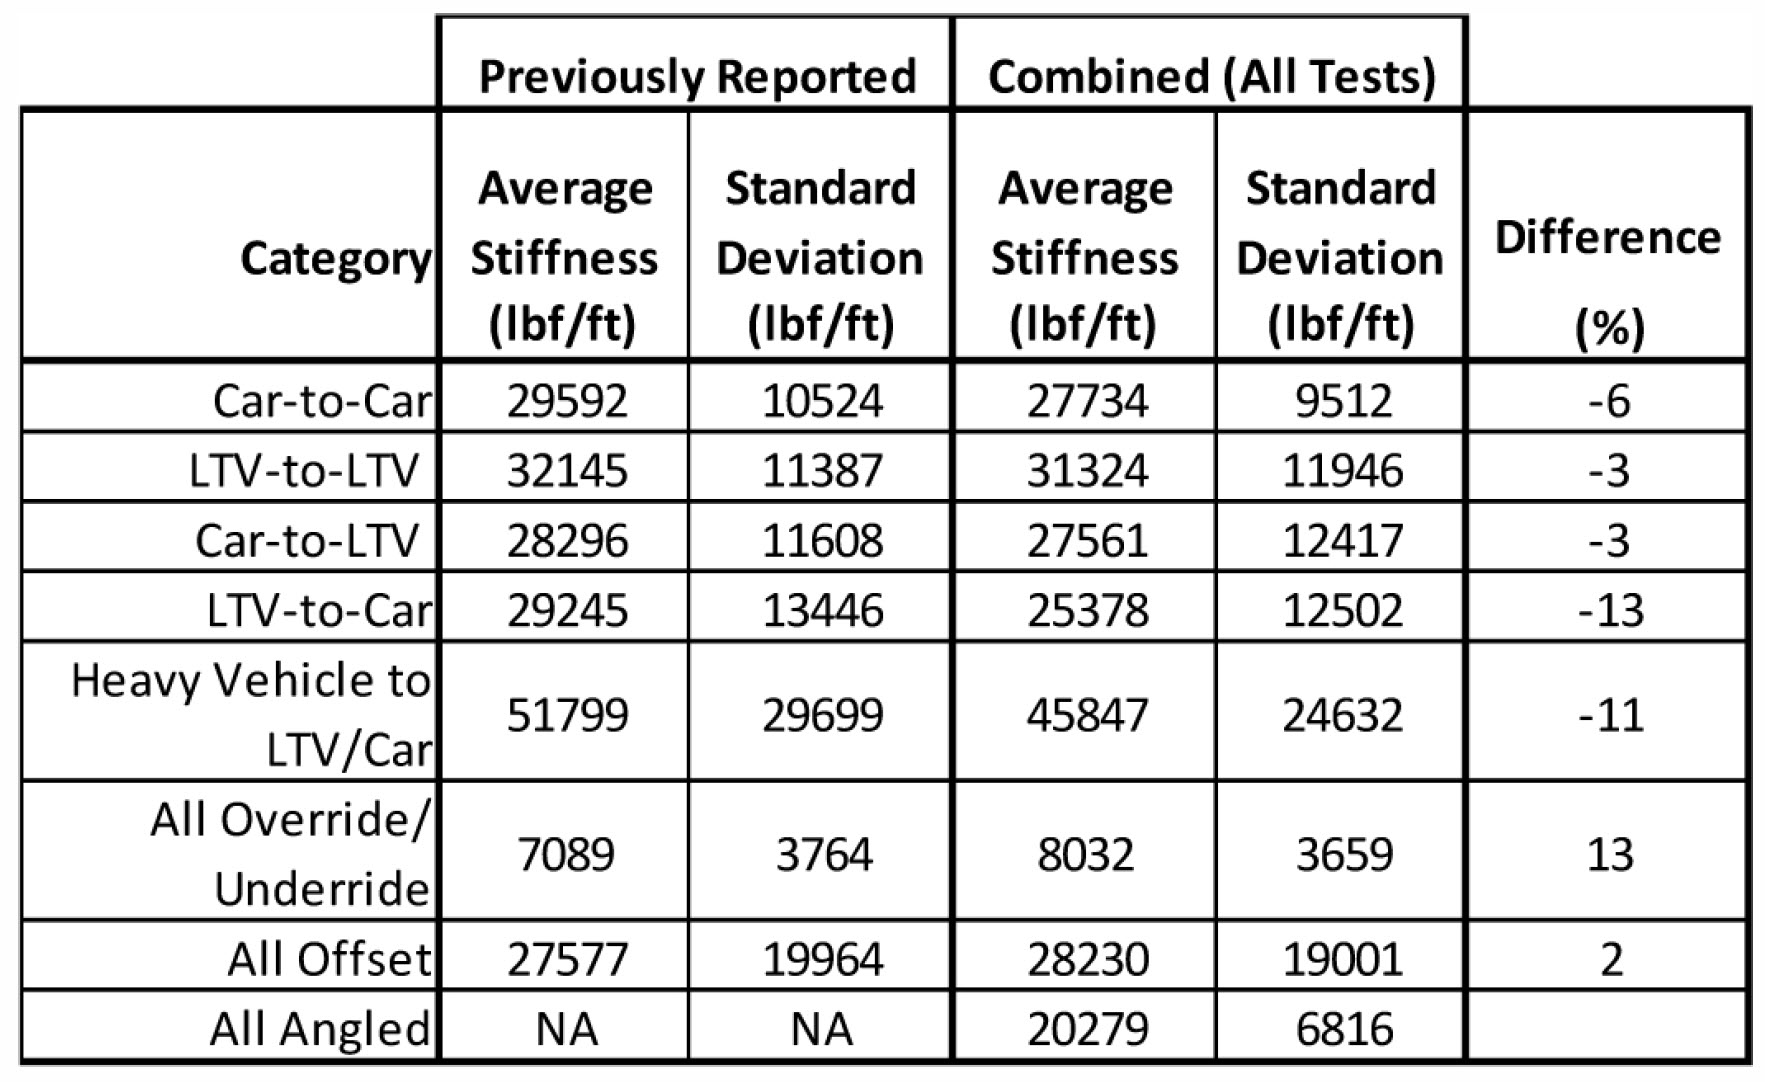 Previously Reported Combined (All Tests)
Category Average Stiffness (lbf/ft) Standard Deviation (lbf/ft) Average Stiffness (lbf/ft) Standard Deviation (lbf/ft) Difference (%)
Car-to-Car 29592 10524 27734 9512 -6
LTV-to-LTV 32145 11387 31324 11946 -3
Car-to-LTV 28296 11608 27561 12417 -3
LTV-to-Car 29245 13446 25378 12502 -13
Heavy Vehicle to LTV/Car 51799 29699 45847 24632 -11
All Override/ Underride 7089 3764 8032 3659 13
All Offset 27577 19964 28230 19001 2
All Angled NA NA 20279 6816